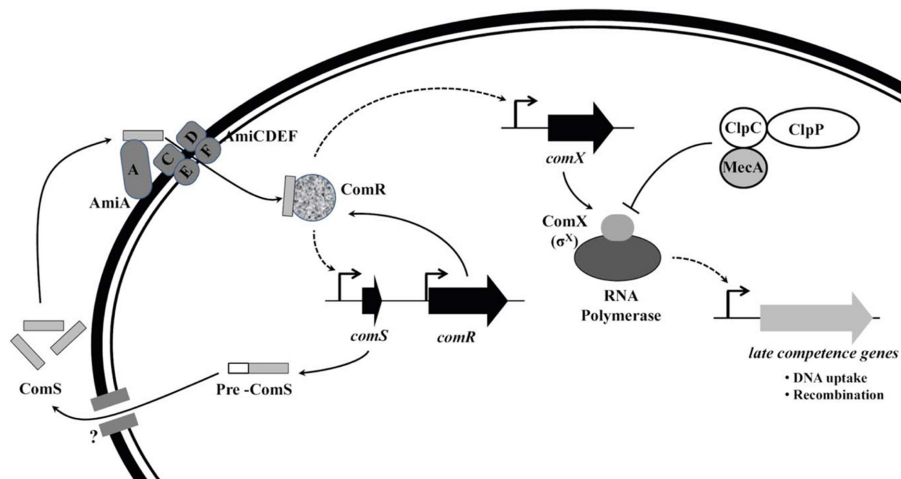 AmiCDEF
D
C
F
E
A
AmiA
ComR
comX
ClpC
ClpP
MecA
ComX
(σX)
RNA
Polymerase
comS
comR
late competence genes
• DNA uptake
• Recombination
Pre -ComS
ComS
?